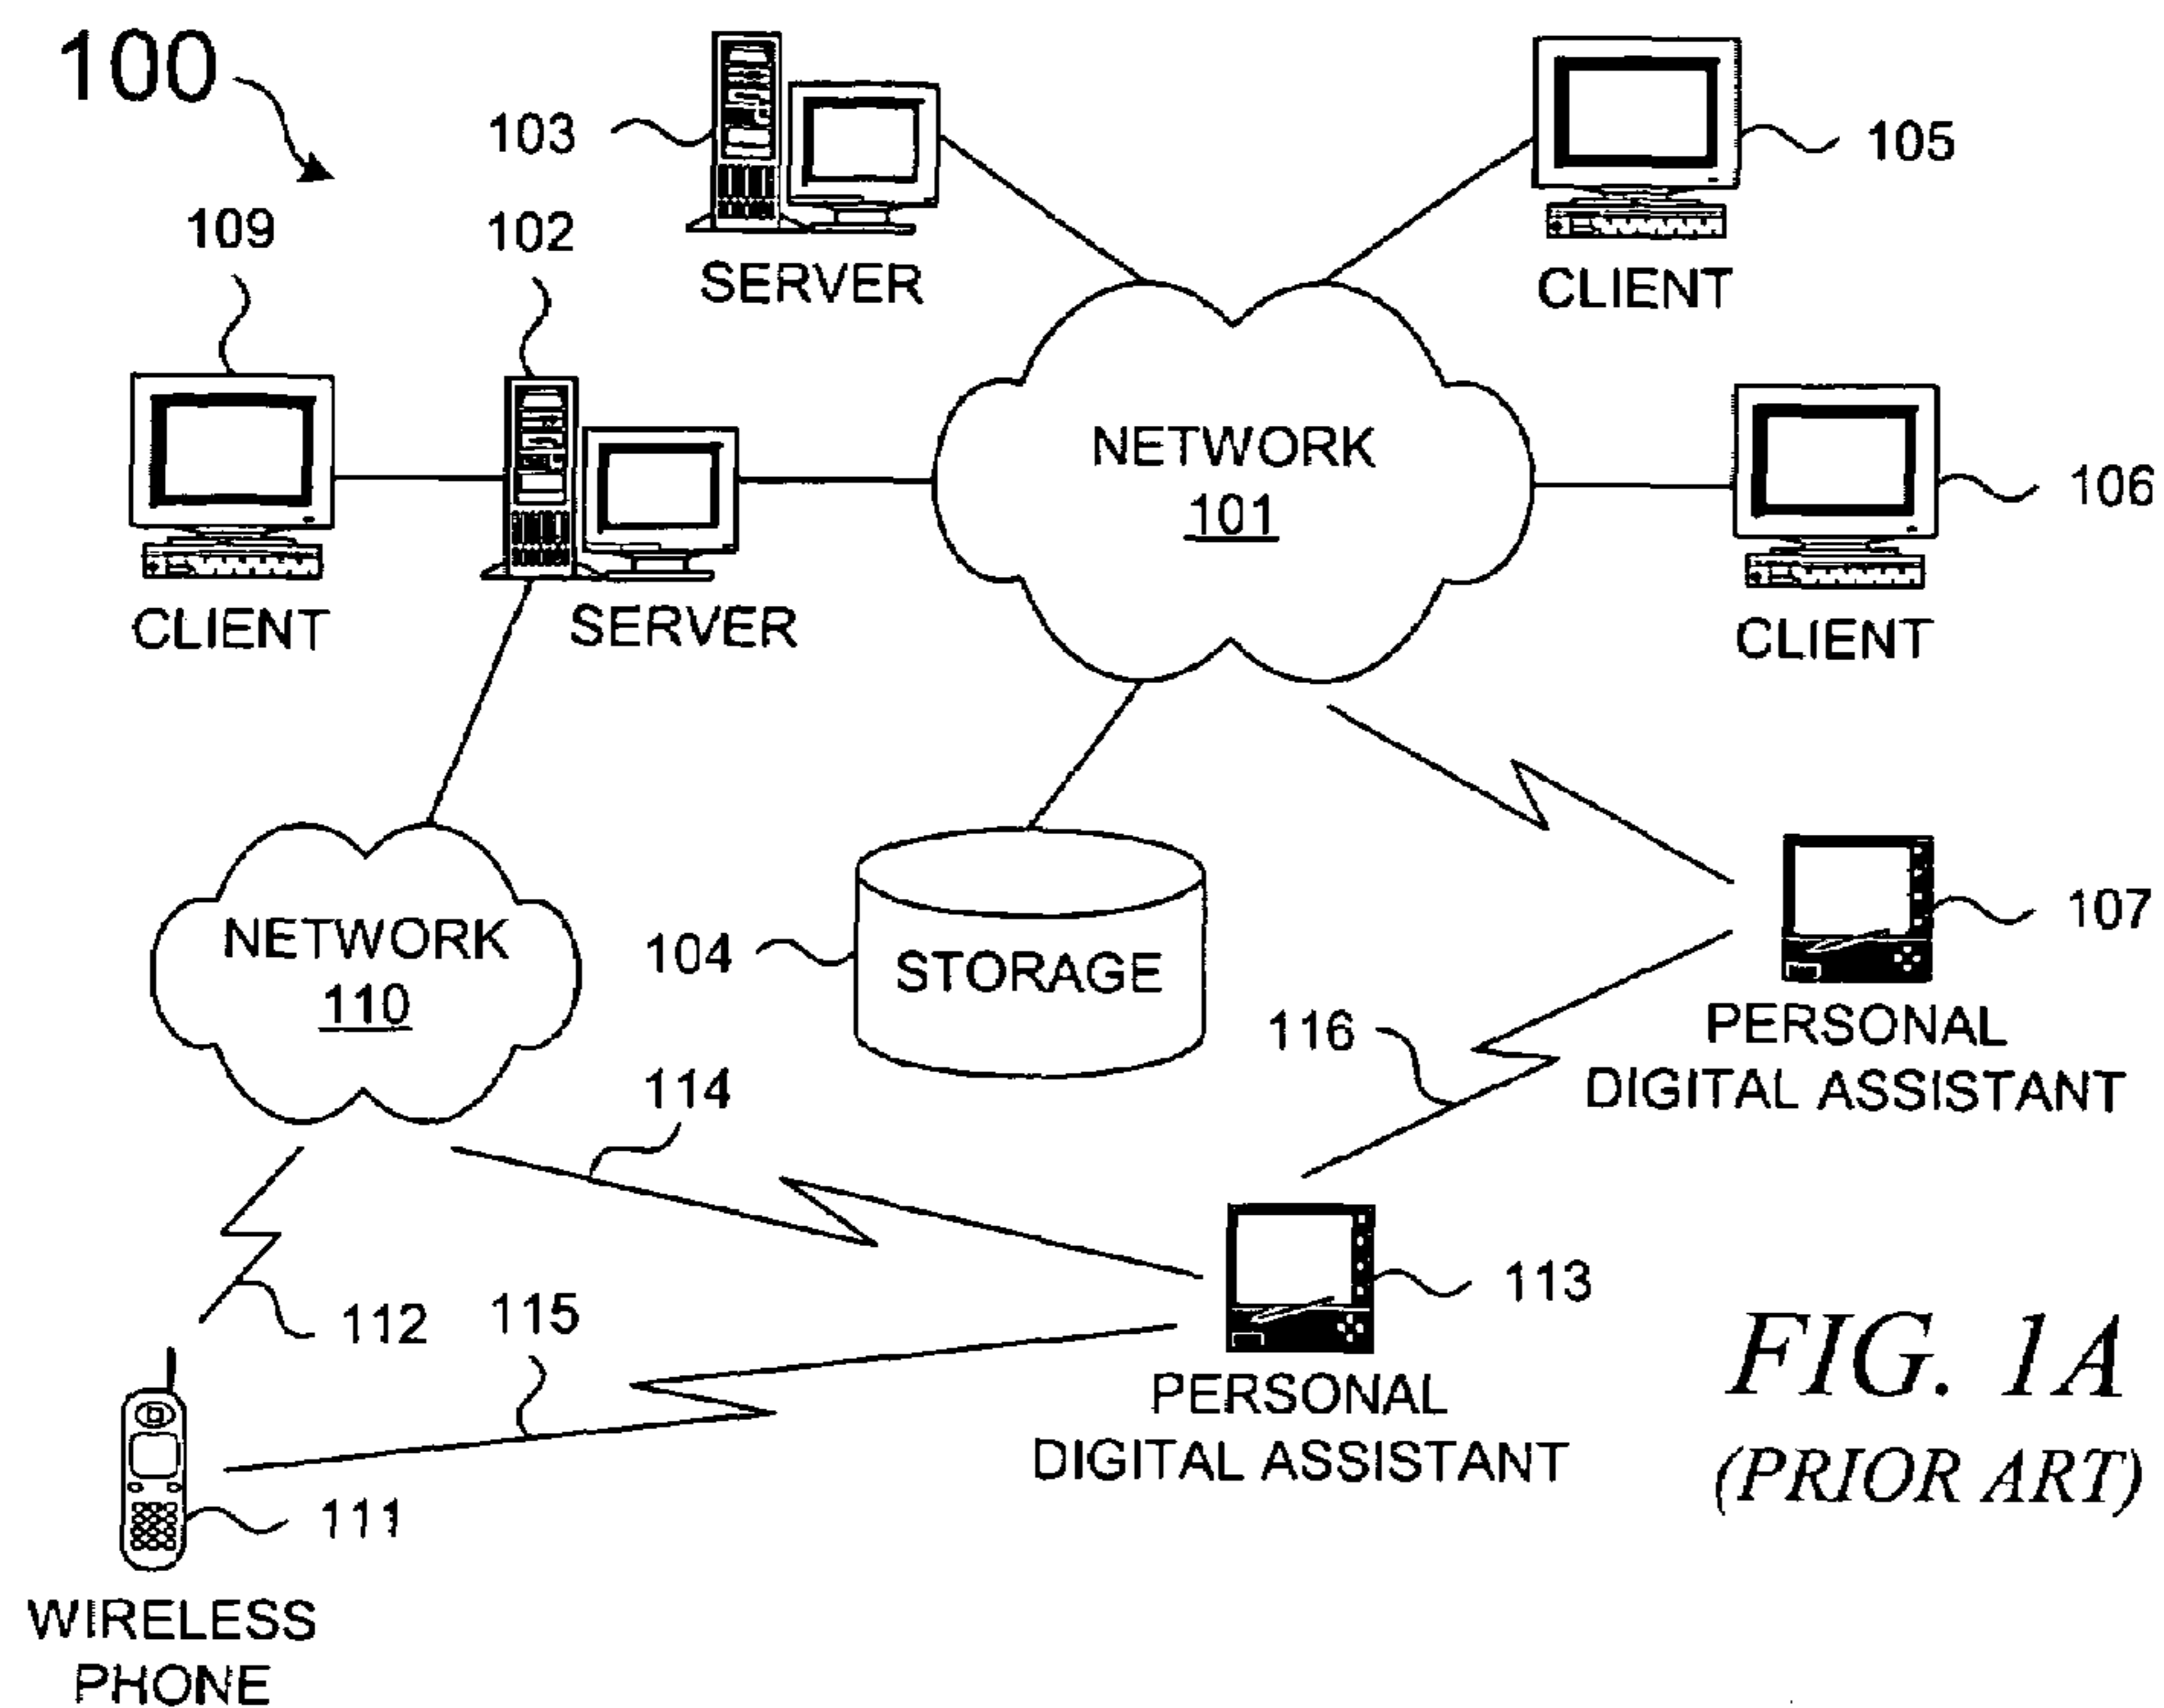 100
103
105
109
102
SERVER
CLIENT
NETWORK
101
106
CLIENT
SERVER
CLIENT
NETWORK
110
104
STORAGE
107
116
PERSONAL
DIGITAL ASSISTANT
114
113
112
115
PERSONAL
DIGITAL ASSISTANT
111
WIRELESS
PHONE
FIG. 1A
(PRIOR ART)